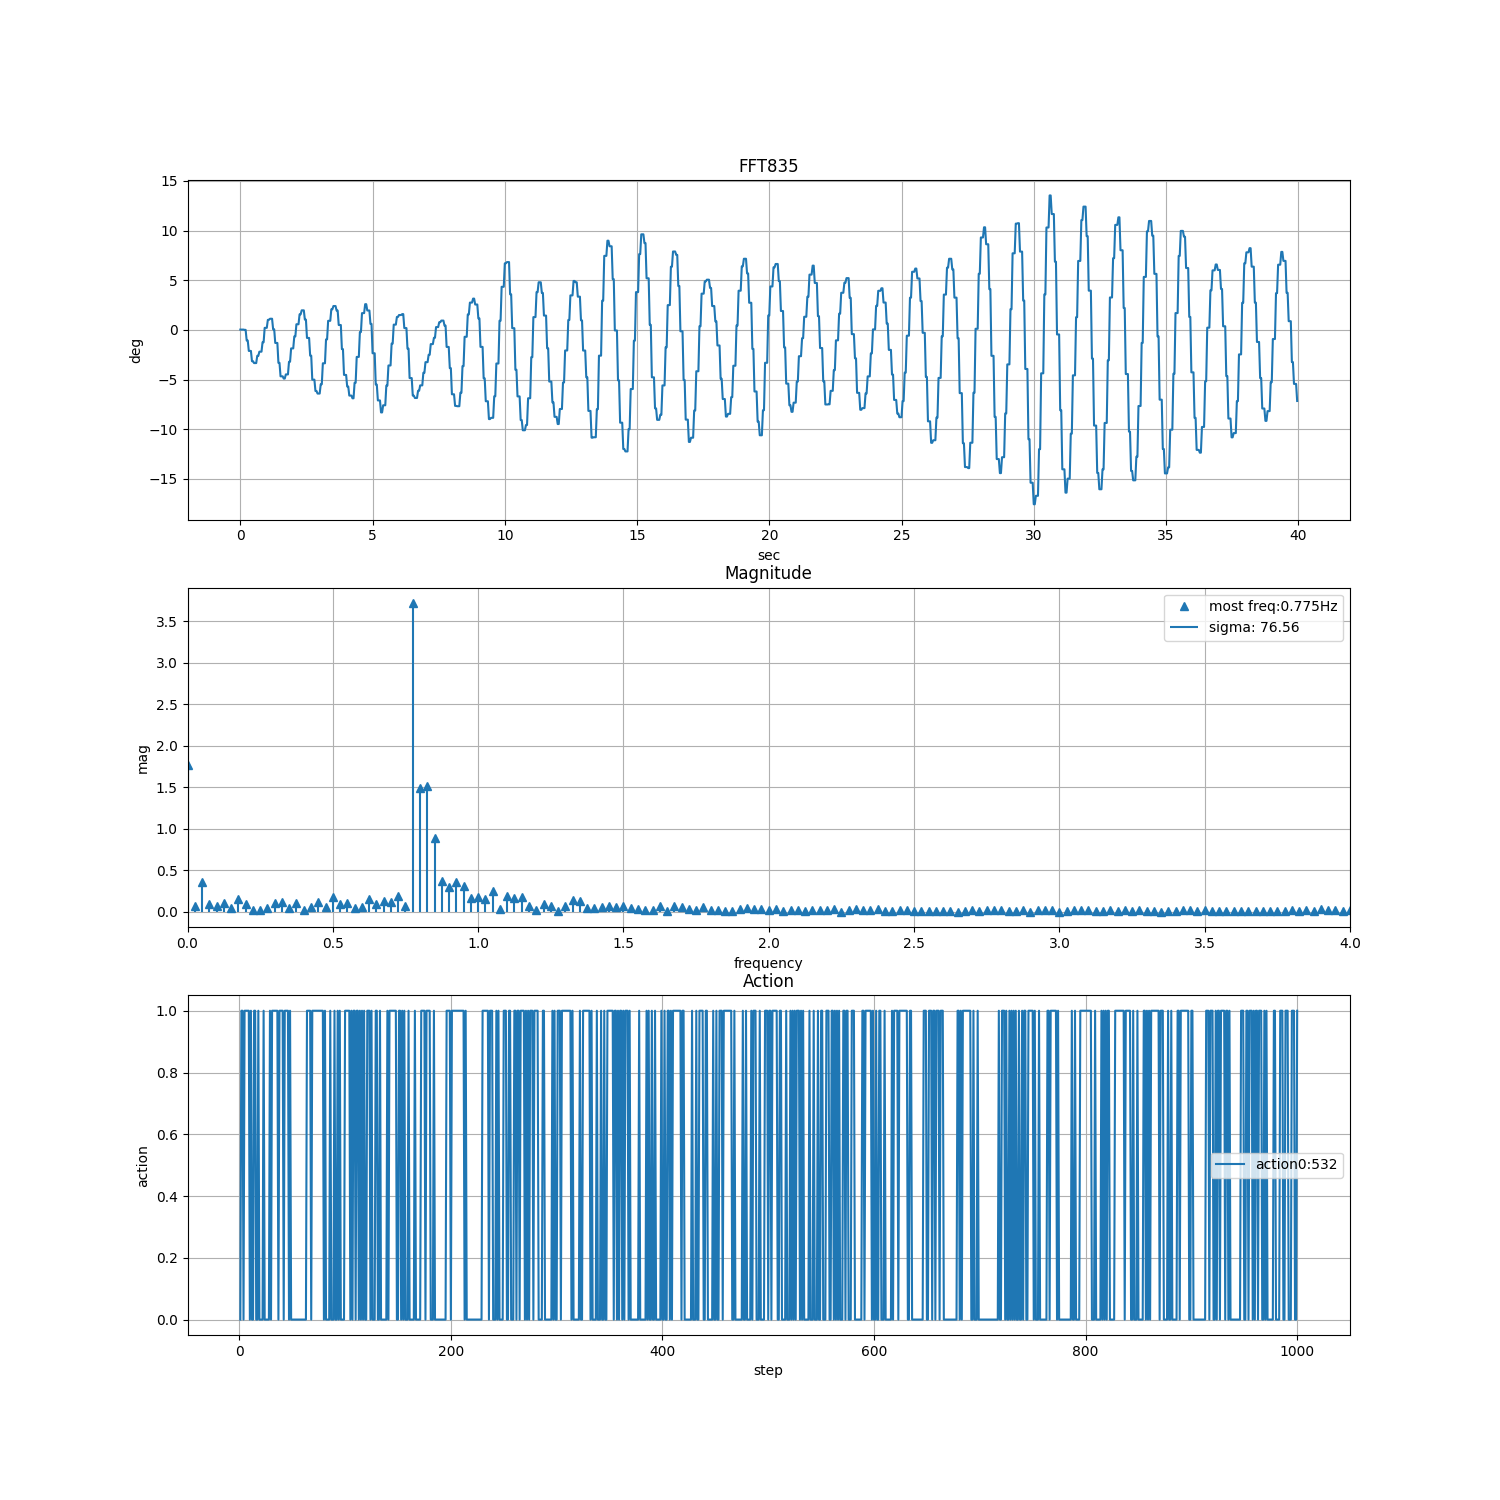 FFT835
15
10
5
0
−5
−10
−15
deg
0 5 10 15 20 25 30 35 40
sec
Magnitude
most freq:0.775Hz
sigma: 76.56
3.5
3.0
2.5
2.0
1.5
1.0
0.5
0.0
mag
0.0 0.5 1.0 1.5 2.0 2.5 3.0 3.5 4.0
frequency
Action
1.0
0.8
0.6
0.4
0.2
0.0
action
action0:532
0 200 400 600 800 1000
step